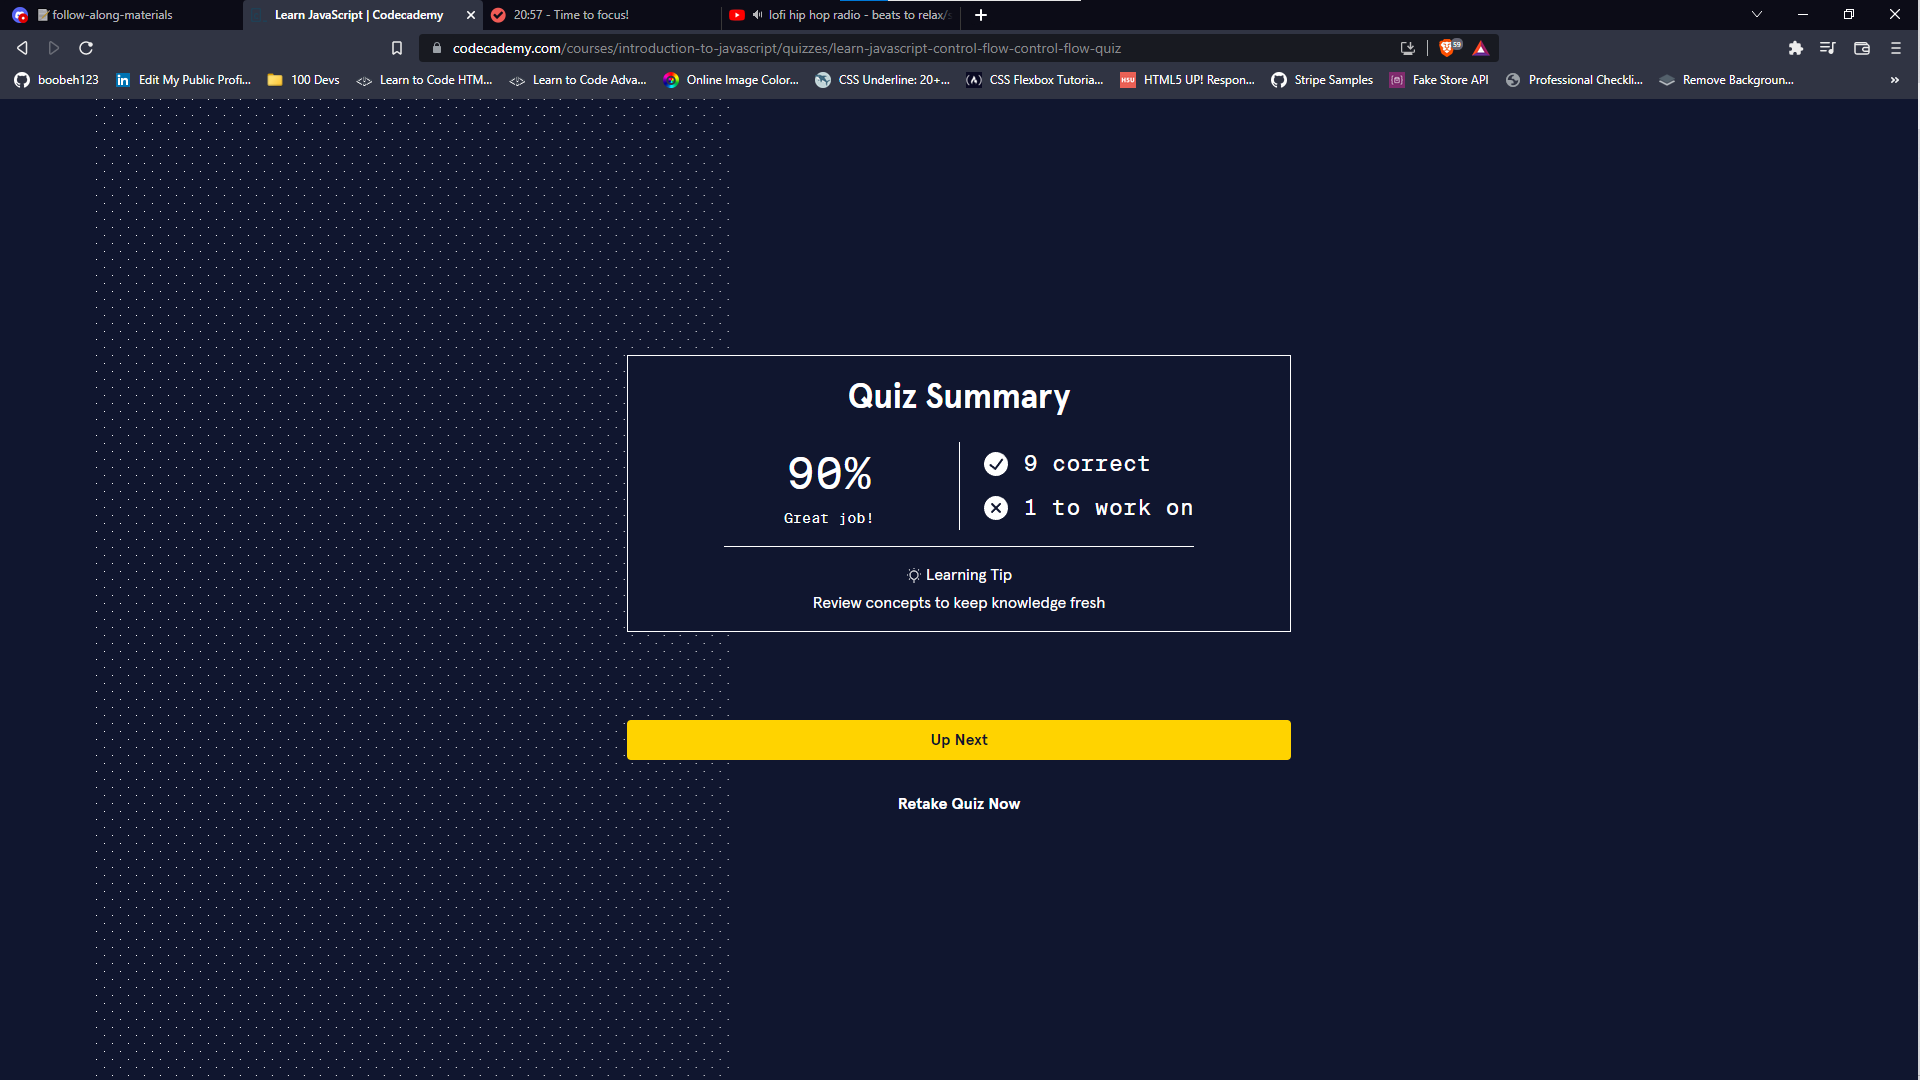 follow-along-materials
Learn JavaScript | Codecademy
20:57 - Time to focus!
lofi hip hop radio - beats to relax/s
codecademy.com/courses/introduction-to-javascript/quizzes/learn-javascript-control-flow-control-flow-quiz
59
boobeh123
Edit My Public Profi...
100 Devs
Learn to Code HTM...
Learn to Code Adva...
Online Image Color...
CSS Underline: 20+...
CSS Flexbox Tutoria...
HTML5 UP! Respon...
Stripe Samples
Fake Store API
Professional Checkli...
Remove Backgroun...
Quiz Summary
90%
Great job!
9 correct
1 to work on
Learning Tip
Review concepts to keep knowledge fresh
Up Next
Retake Quiz Now